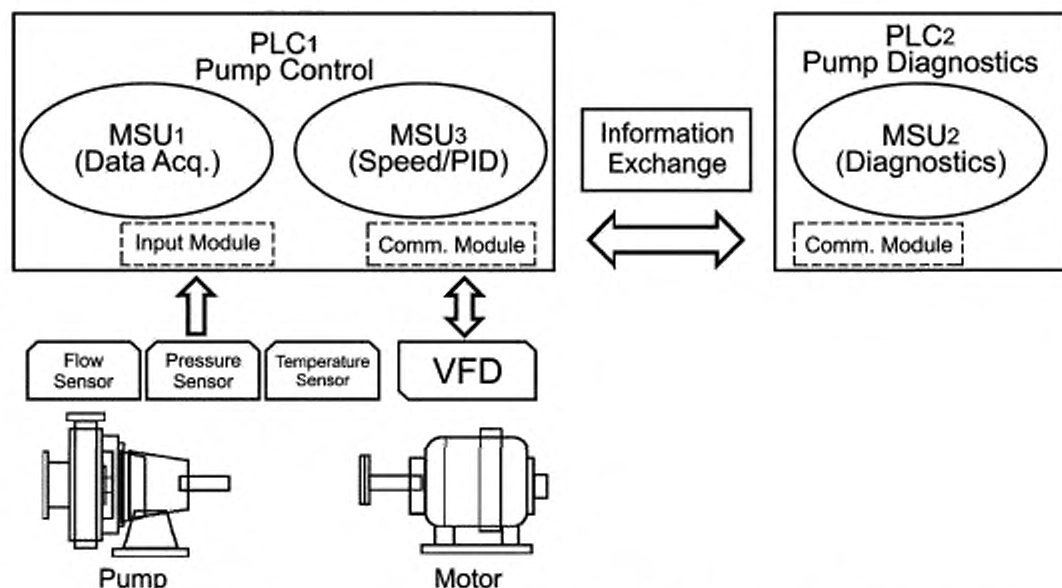 PLC1
Pump Control
MSU1
(Data Acq.)
MSU3
(Speed/PID)
Input Module
Comm. Module
Information
Exchange
PLC2
Pump Diagnostics
MSU2
(Diagnostics)
Comm. Module
Flow
Sensor
Pressure
Sensor
Temperature
Sensor
VFD
Pump
Motor